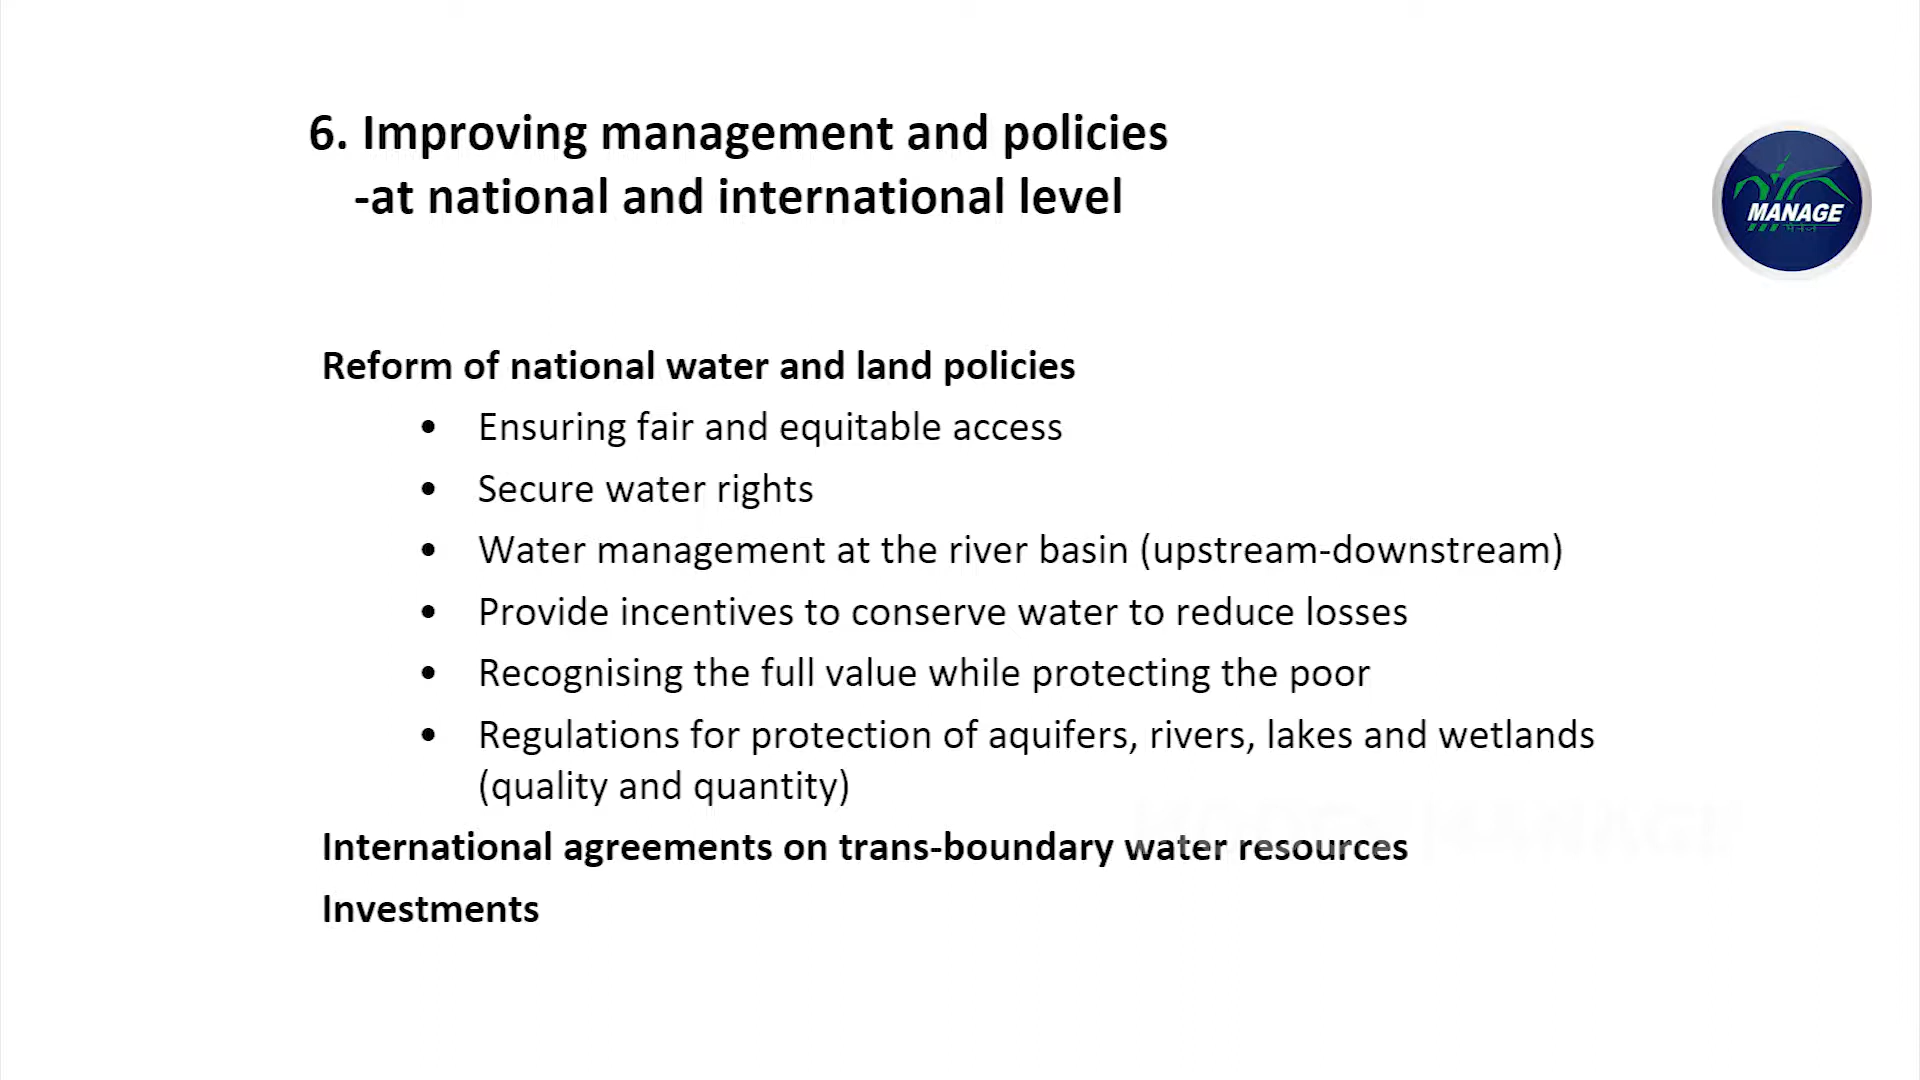 6. Improving management and policies
-at national and international level
MANAGE
Reform of national water and land policies
• Ensuring fair and equitable access
• Secure water rights
• Water management at the river basin (upstream-downstream)
• Provide incentives to conserve water to reduce losses
• Recognising the full value while protecting the poor
• Regulations for protection of aquifers, rivers, lakes and wetlands
(quality and quantity)
International agreements on trans-boundary water resources
Investments